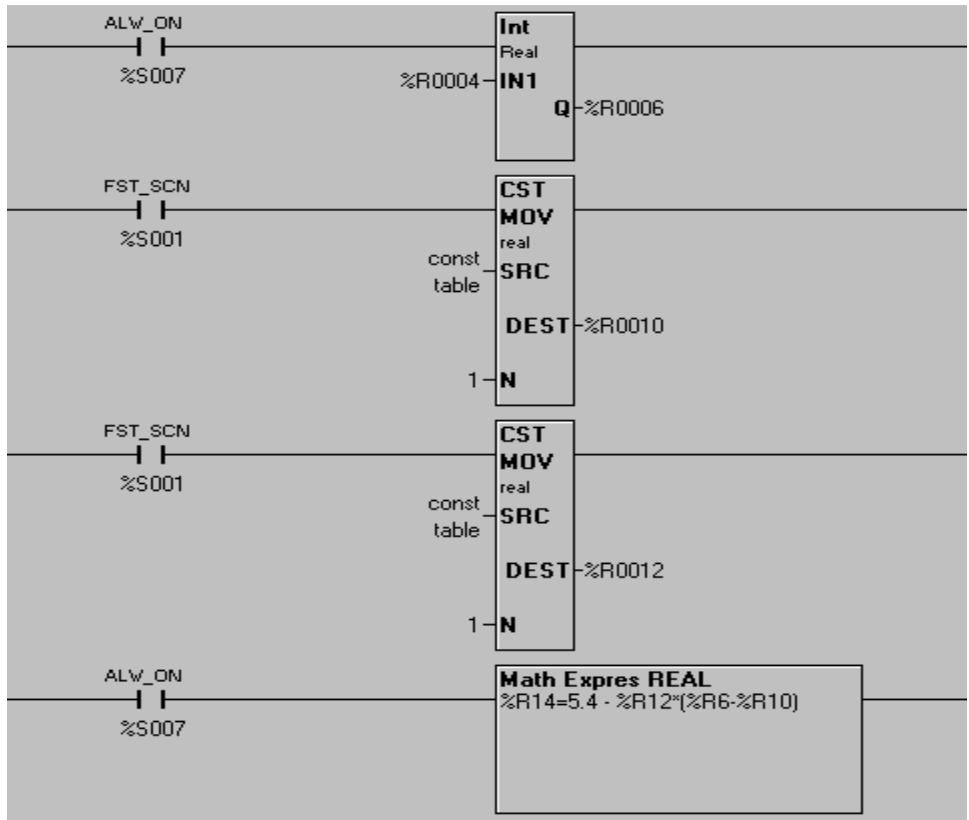 ALW_ON
%S007
Int
Real
%R0004 IN1
Q %R0006
FST_SCN
%S001
CST
MOV
real
const
table
SRC
DEST %R0010
1 N
FST_SCN
%S001
CST
MOV
real
const
table
SRC
DEST %R0012
1 N
ALW_ON
%S007
Math Expres REAL
%R14=5.4 - %R12*(%R6-%R10)